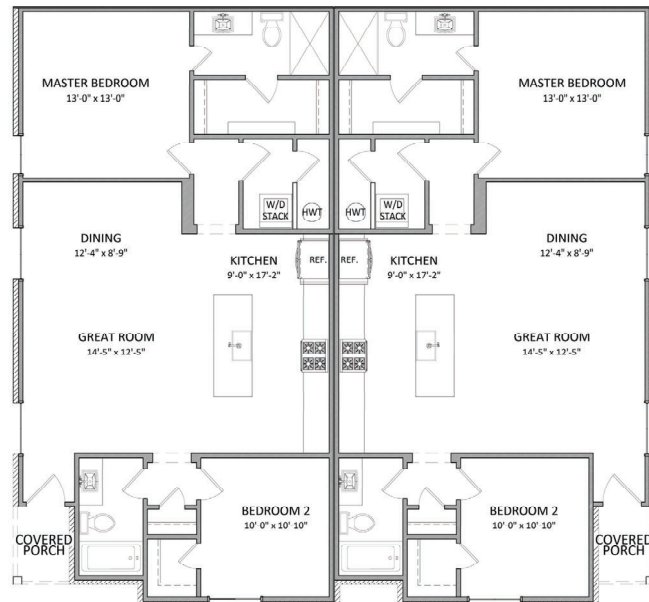 MASTER BEDROOM
13'-0" x 13'-0"
MASTER BEDROOM
13'-0" x 13'-0"
W/D
STACK
HWT
HWT
W/D
STACK
DINING
12'-4" x 8'-9"
KITCHEN
9'-0" x 17'-2"
REF.
REF.
KITCHEN
9'-0" x 17'-2"
DINING
12'-4" x 8'-9"
GREAT ROOM
14'-5" x 12'-5"
GREAT ROOM
14'-5" x 12'-5"
BEDROOM 2
10'-0" x 10'-10"
BEDROOM 2
10'-0" x 10'-10"
COVERED
PORCH
COVERED
PORCH